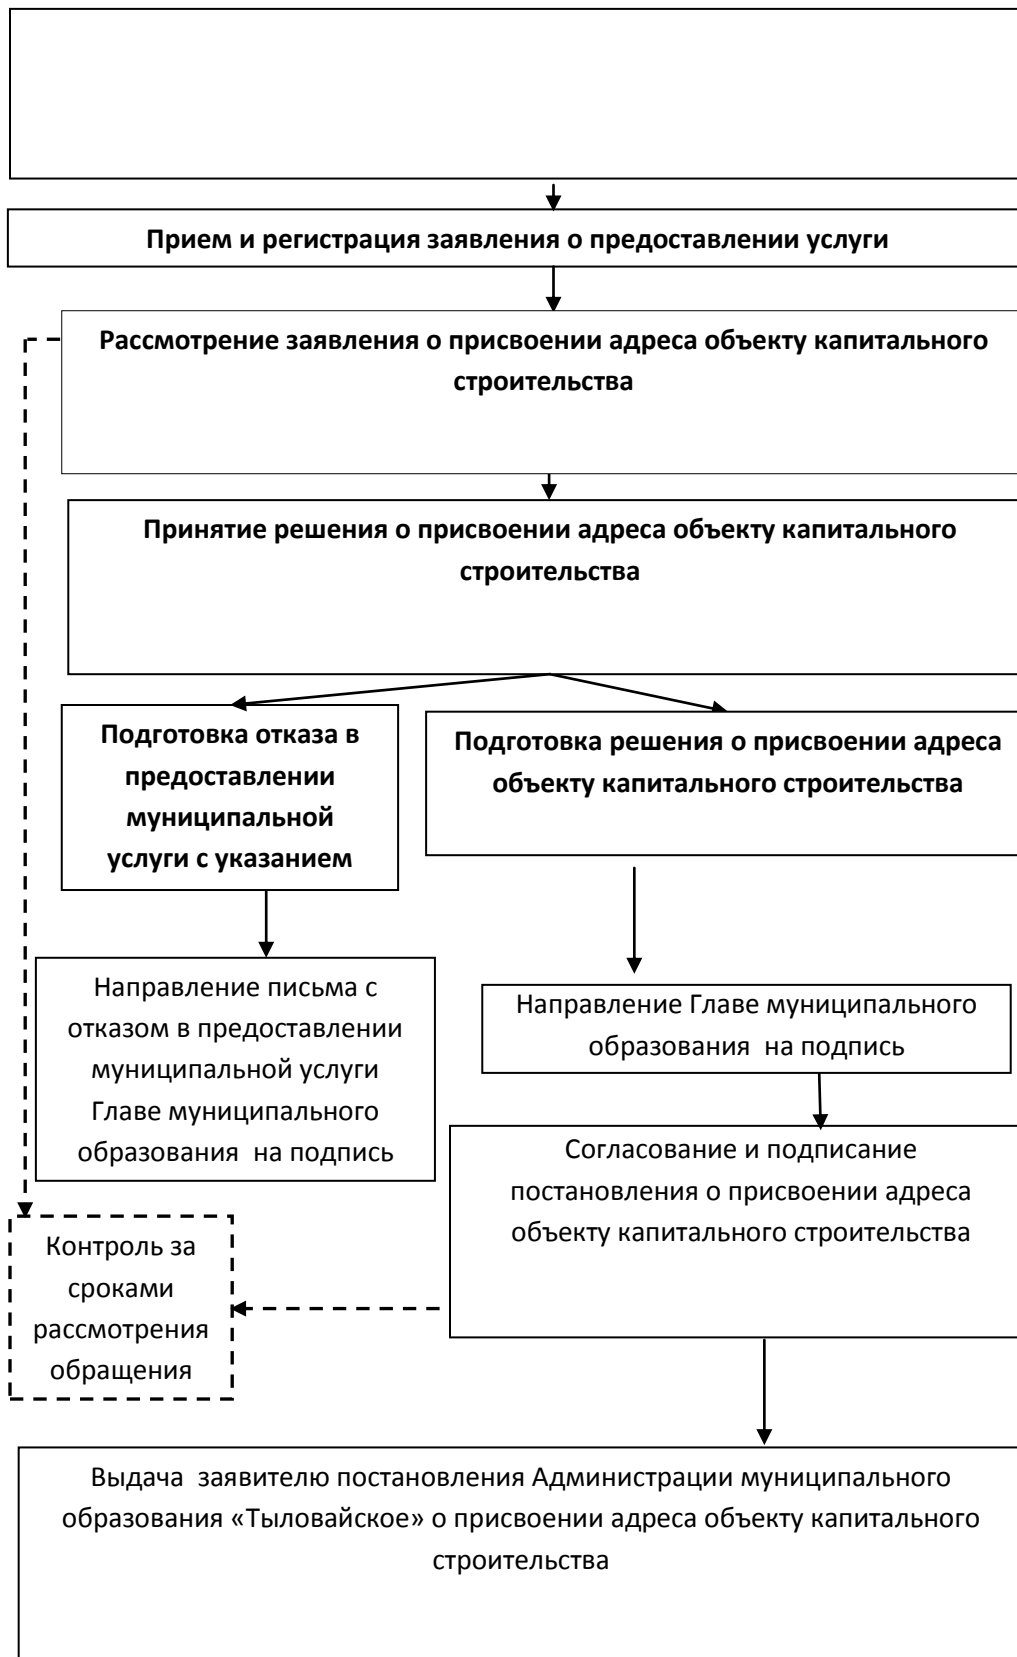 Прием и регистрация заявления о предоставлении услуги
Рассмотрение заявления о присвоении адреса объекту капитального
строительства
Принятие решения о присвоении адреса объекту капитального
строительства
Подготовка отказа в
предоставлении
муниципальной
услуги с указанием
Подготовка решения о присвоении адреса
объекту капитального строительства
Направление письма с
отказом в предоставлении
муниципальной услуги
Главе муниципального
образования  на подпись
Направление Главе муниципального
образования  на подпись
Согласование и подписание
постановления о присвоении адреса
объекту капитального строительства
Контроль за
сроками
рассмотрения
обращения
Выдача  заявителю постановления Администрации муниципального
образования «Тыловайское» о присвоении адреса объекту капитального
строительства